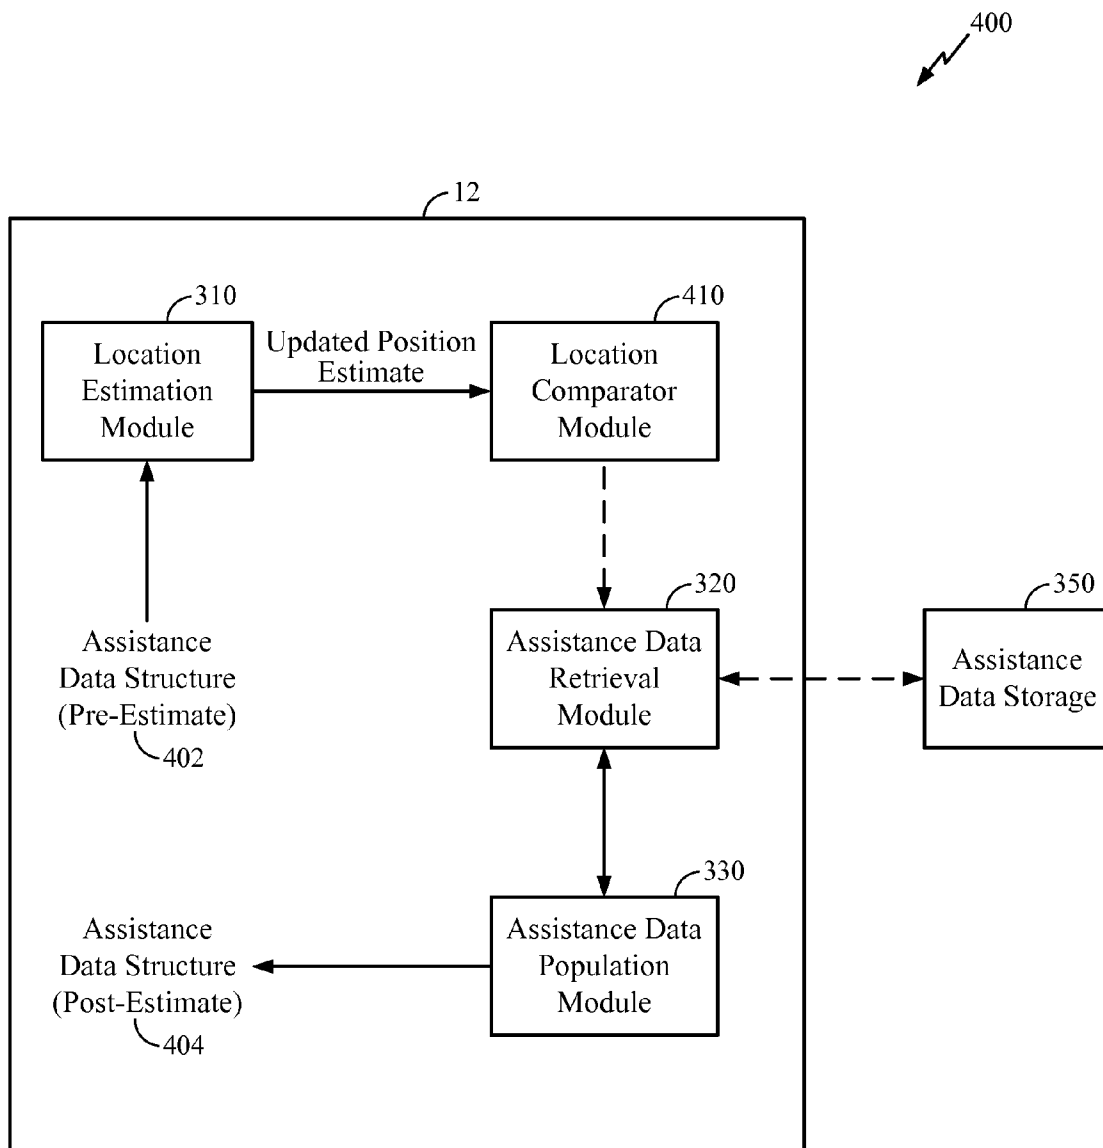 400
12
310
Location
Estimation
Module
Updated Position
Estimate
410
Location
Comparator
Module
Assistance
Data Structure
(Pre-Estimate)
402
320
Assistance Data
Retrieval
Module
350
Assistance
Data Storage
Assistance
Data Structure
(Post-Estimate)
404
330
Assistance Data
Population
Module